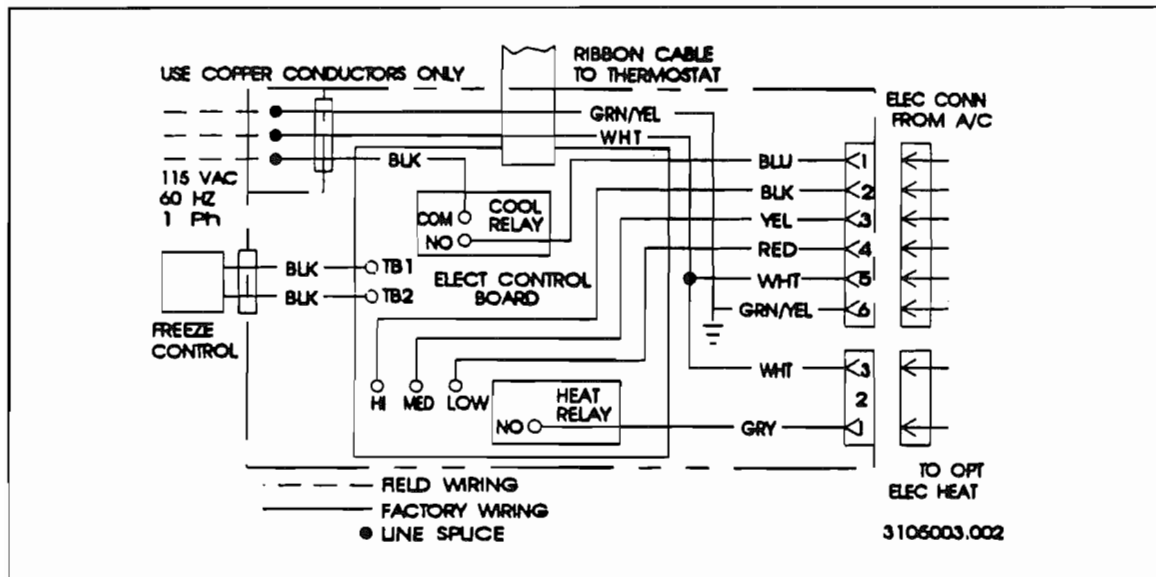 RIBBON CABLE
TO THERMOSTAT
USE COPPER CONDUCTORS ONLY
GRN/YEL
WHT
BLK
115 VAC
60 HZ
1 Ph
ELEC CONN
FROM A/C
BLU
1
BLK
2
YEL
3
RED
4
WHT
5
GRN/YEL
6
COM
NO
COOL
RELAY
BLK
TB1
BLK
TB2
ELECT CONTROL
BOARD
FREEZE
CONTROL
HI
MED
LOW
HEAT
RELAY
NO
WHT
3
2
GRY
1
TO OPT
ELEC HEAT
FIELD WIRING
FACTORY WIRING
LINE SPLICE
3106003.002